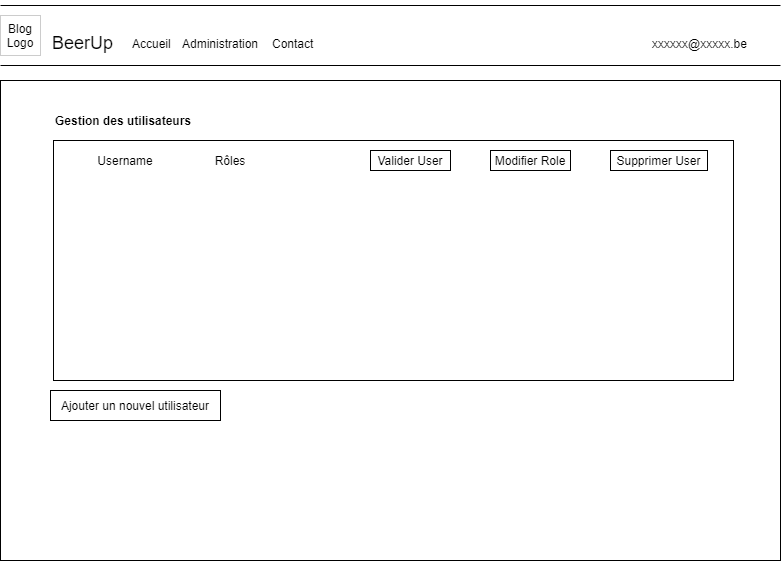 Blog
Logo
BeerUp Accueil Administration Contact xxxxxx@xxxxx.be
Gestion des utilisateurs
Username Rôles Valider User Modifier Role Supprimer User
Ajouter un nouvel utilisateur